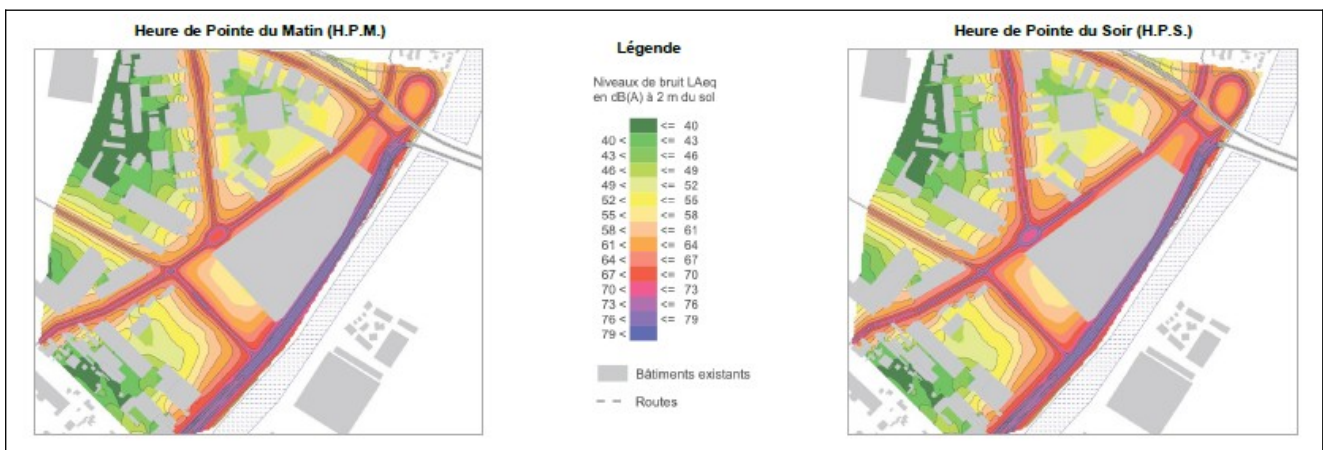 Heure de Pointe du Matin (H.P.M.)
Légende
Niveaux de bruit LAeq
en dB(A) à 2 m du sol
<= 40
40 < <= 43
43 < <= 46
46 < <= 49
49 < <= 52
52 < <= 55
55 < <= 58
58 < <= 61
61 < <= 64
64 < <= 67
67 < <= 70
70 < <= 73
73 < <= 76
76 < <= 79
79 <
Bâtiments existants
Routes
Heure de Pointe du Soir (H.P.S.)